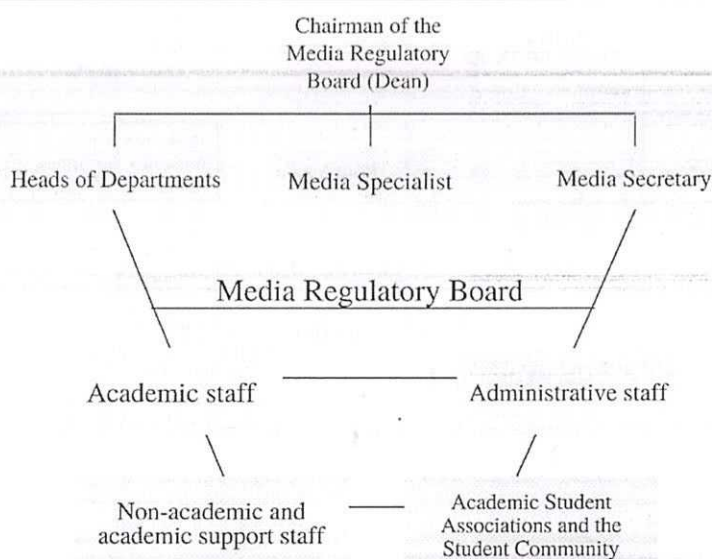 Chairman of the
Media Regulatory
Board (Dean)
Heads of Departments
Media Specialist
Media Secretary
Media Regulatory Board
Academic staff
Administrative staff
Non-academic and
academic support staff
Academic Student
Associations and the
Student Community